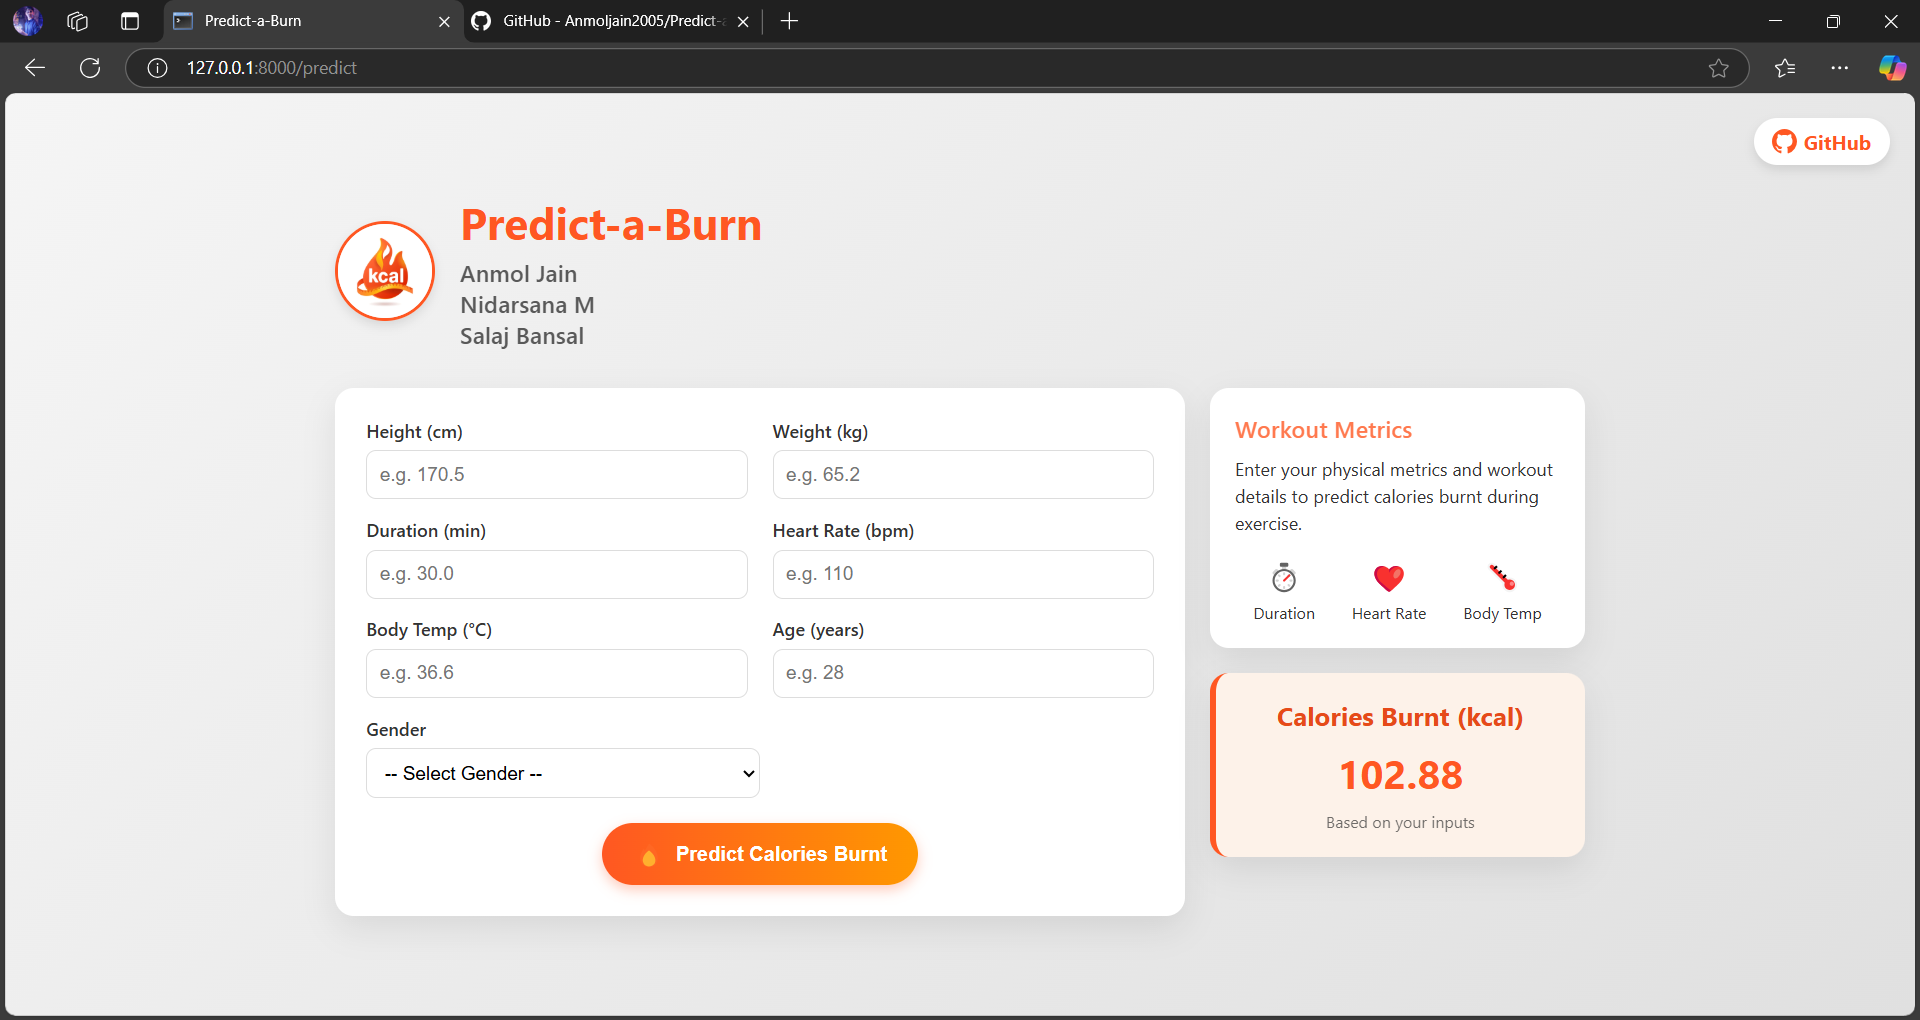 Predict-a-Burn
GitHub - Anmoljain2005/Predict-a
127.0.0.1:8000/predict
GitHub
kcal
Predict-a-Burn
Anmol Jain
Nidarsana M
Salaj Bansal
Height (cm)
Weight (kg)
e.g. 170.5
e.g. 65.2
Duration (min)
Heart Rate (bpm)
e.g. 30.0
e.g. 110
Body Temp (°C)
Age (years)
e.g. 36.6
e.g. 28
Gender
-- Select Gender --
Predict Calories Burnt
Workout Metrics
Enter your physical metrics and workout
details to predict calories burnt during
exercise.
Duration
Heart Rate
Body Temp
Calories Burnt (kcal)
102.88
Based on your inputs